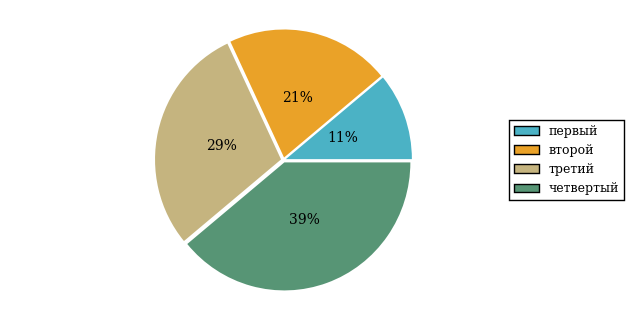 21%
11%
29%
39%
первый
второй
третий
четвертый